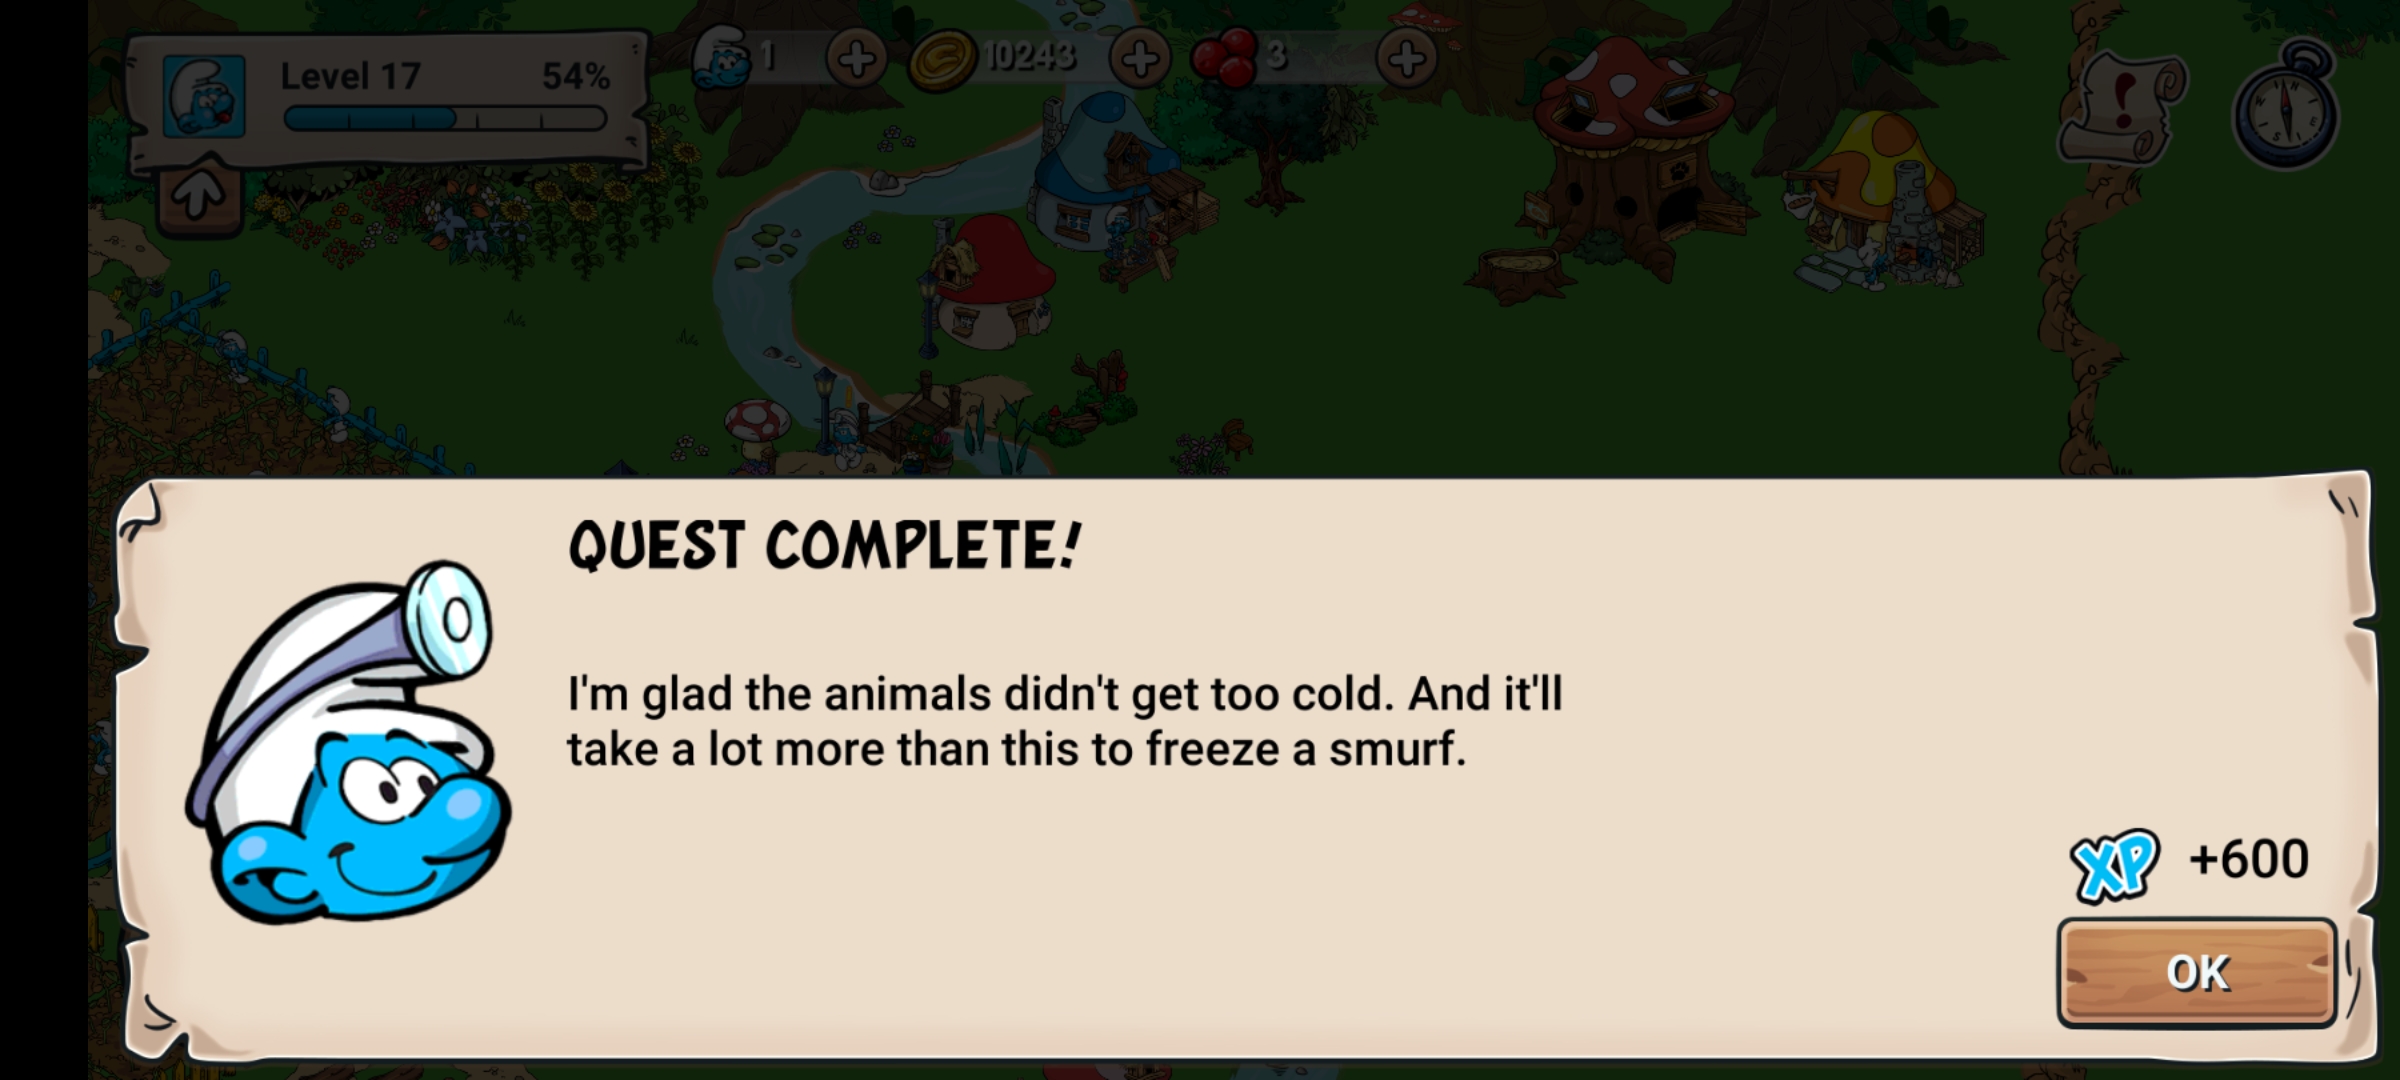 Level 17
54%
1
10243
3
QUEST COMPLETE!
I'm glad the animals didn't get too cold. And it'll
take a lot more than this to freeze a smurf.
XP +600
OK